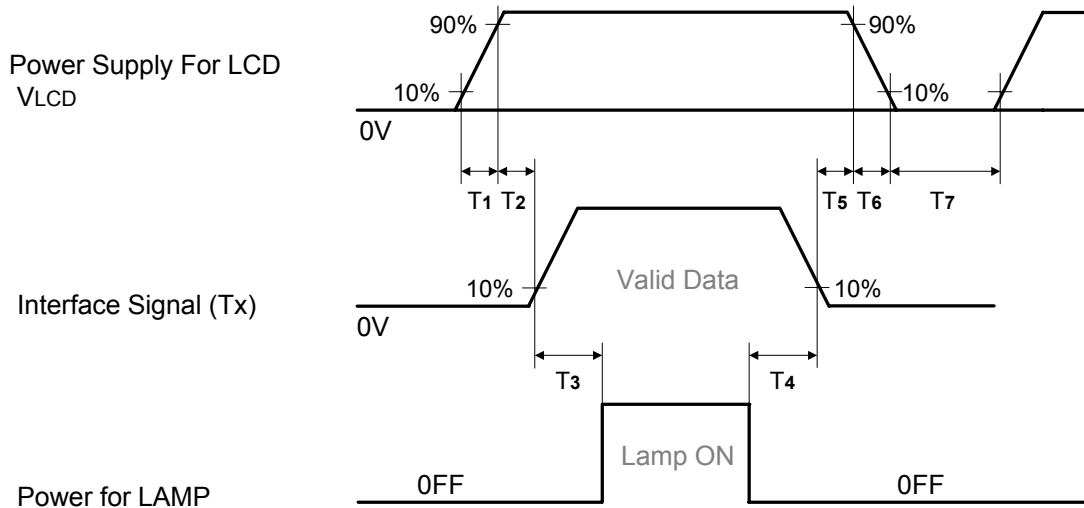 90% 90%
Power Supply For LCD
VLCD
10% 10%
0V
T1 T2 T5 T6 T7
Valid Data
10% 10%
Interface Signal (Tx)
0V
T3 T4
Lamp ON
0FF 0FF
Power for LAMP